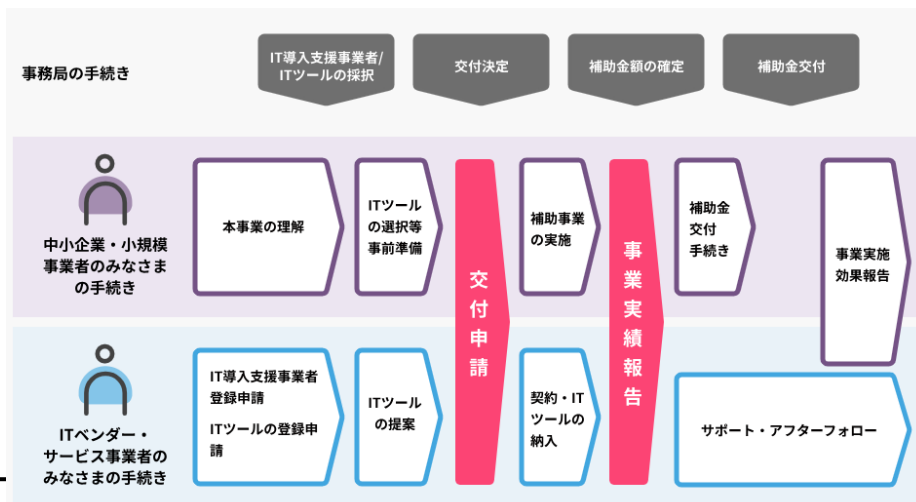 事務局の手続き
IT導入支援事業者/
ITツールの採択
交付決定
補助金額の確定
補助金交付
中小企業・小規模
事業者のみなさま
の手続き
本事業の理解
ITツール
の選択等
事前準備
交付申請
補助事業
の実施
事業実績報告
補助金
交付
手続き
事業実施
効果報告
ITベンダー・
サービス事業者の
みなさまの手続き
IT導入支援事業者
登録申請
ITツールの登録申
請
ITツール
の提案
契約・IT
ツールの
納入
サポート・アフターフォロー